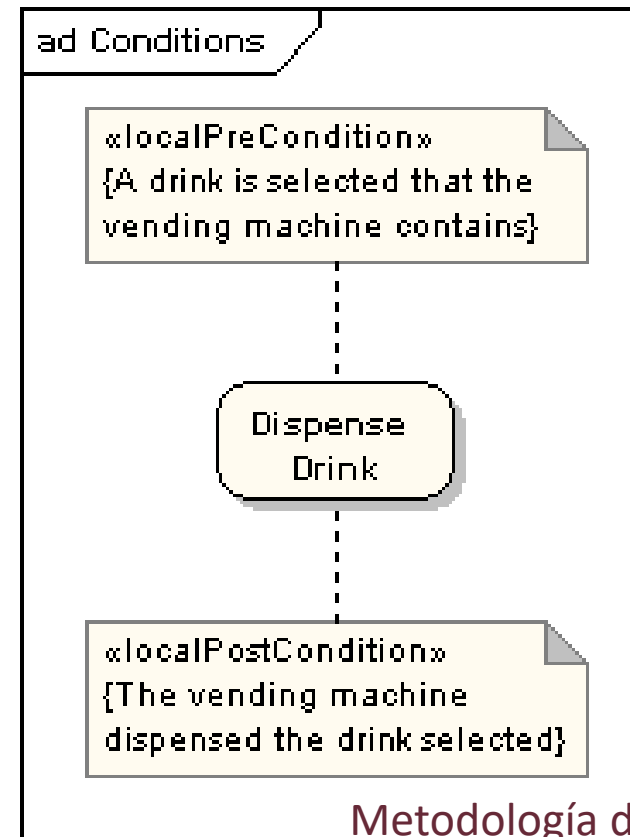 ad Conditions
«localPreCondition»
{A drink is selected that the
vending machine contains}
Dispense
Drink
«localPostCondition»
{The vending machine
dispensed the drink selected}
Metodología d